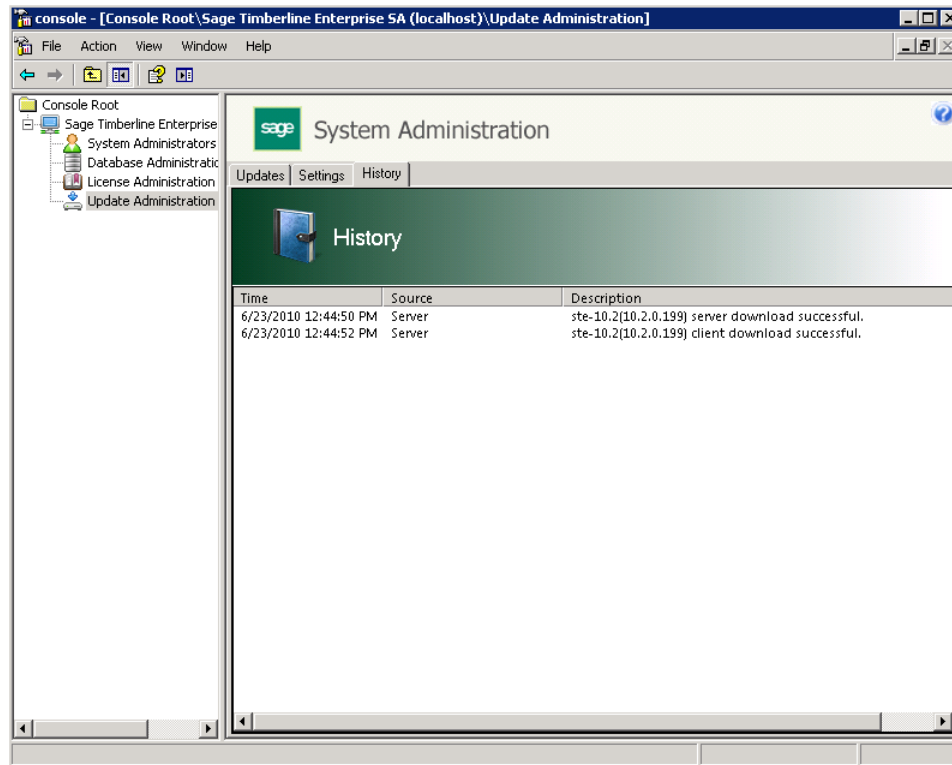 console - [Console Root\Sage Timberline Enterprise SA (localhost)\Update Administration]
File Action View Window Help
Console Root
Sage Timberline Enterprise
System Administrators
Database Administratio
License Administration
Update Administration
sage System Administration
Updates Settings History
History
Time Source Description
6/23/2010 12:44:50 PM Server ste-10.2(10.2.0.199) server download successful.
6/23/2010 12:44:52 PM Server ste-10.2(10.2.0.199) client download successful.